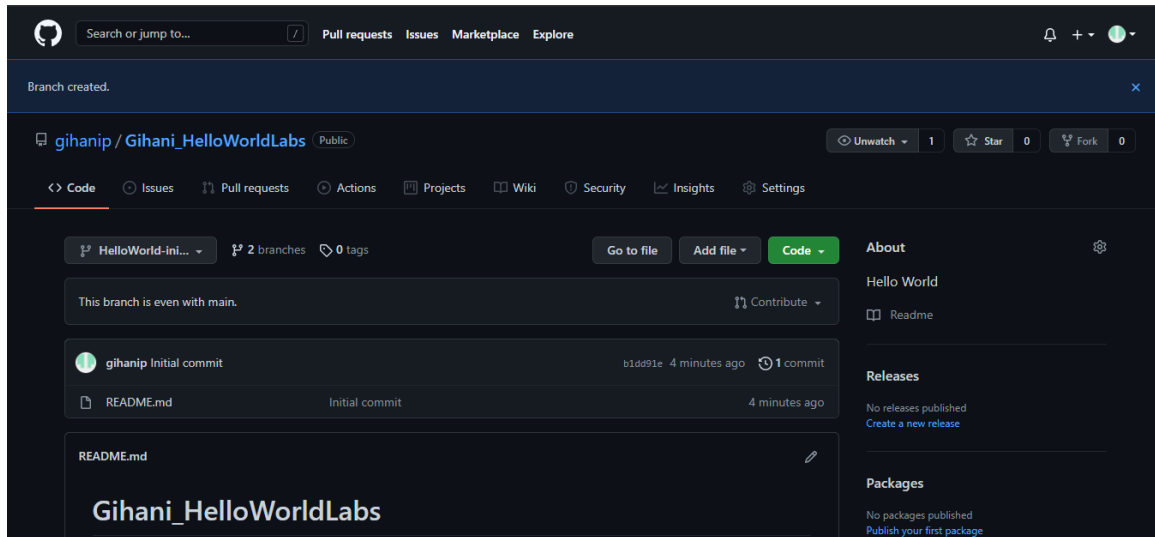 Search or jump to... /
Pull requests Issues Marketplace Explore
Branch created.
gihanip / Gihani_HelloWorldLabs Public
Unwatch 1 Star 0 Fork 0
Code Issues Pull requests Actions Projects Wiki Security Insights Settings
HelloWorld-ini... 2 branches 0 tags Go to file Add file Code
This branch is even with main. Contribute
gihanip Initial commit b1dd91e 4 minutes ago 1 commit
README.md Initial commit 4 minutes ago
README.md
Gihani_HelloWorldLabs
About
Hello World
Readme
Releases
No releases published
Create a new release
Packages
No packages published
Publish your first package